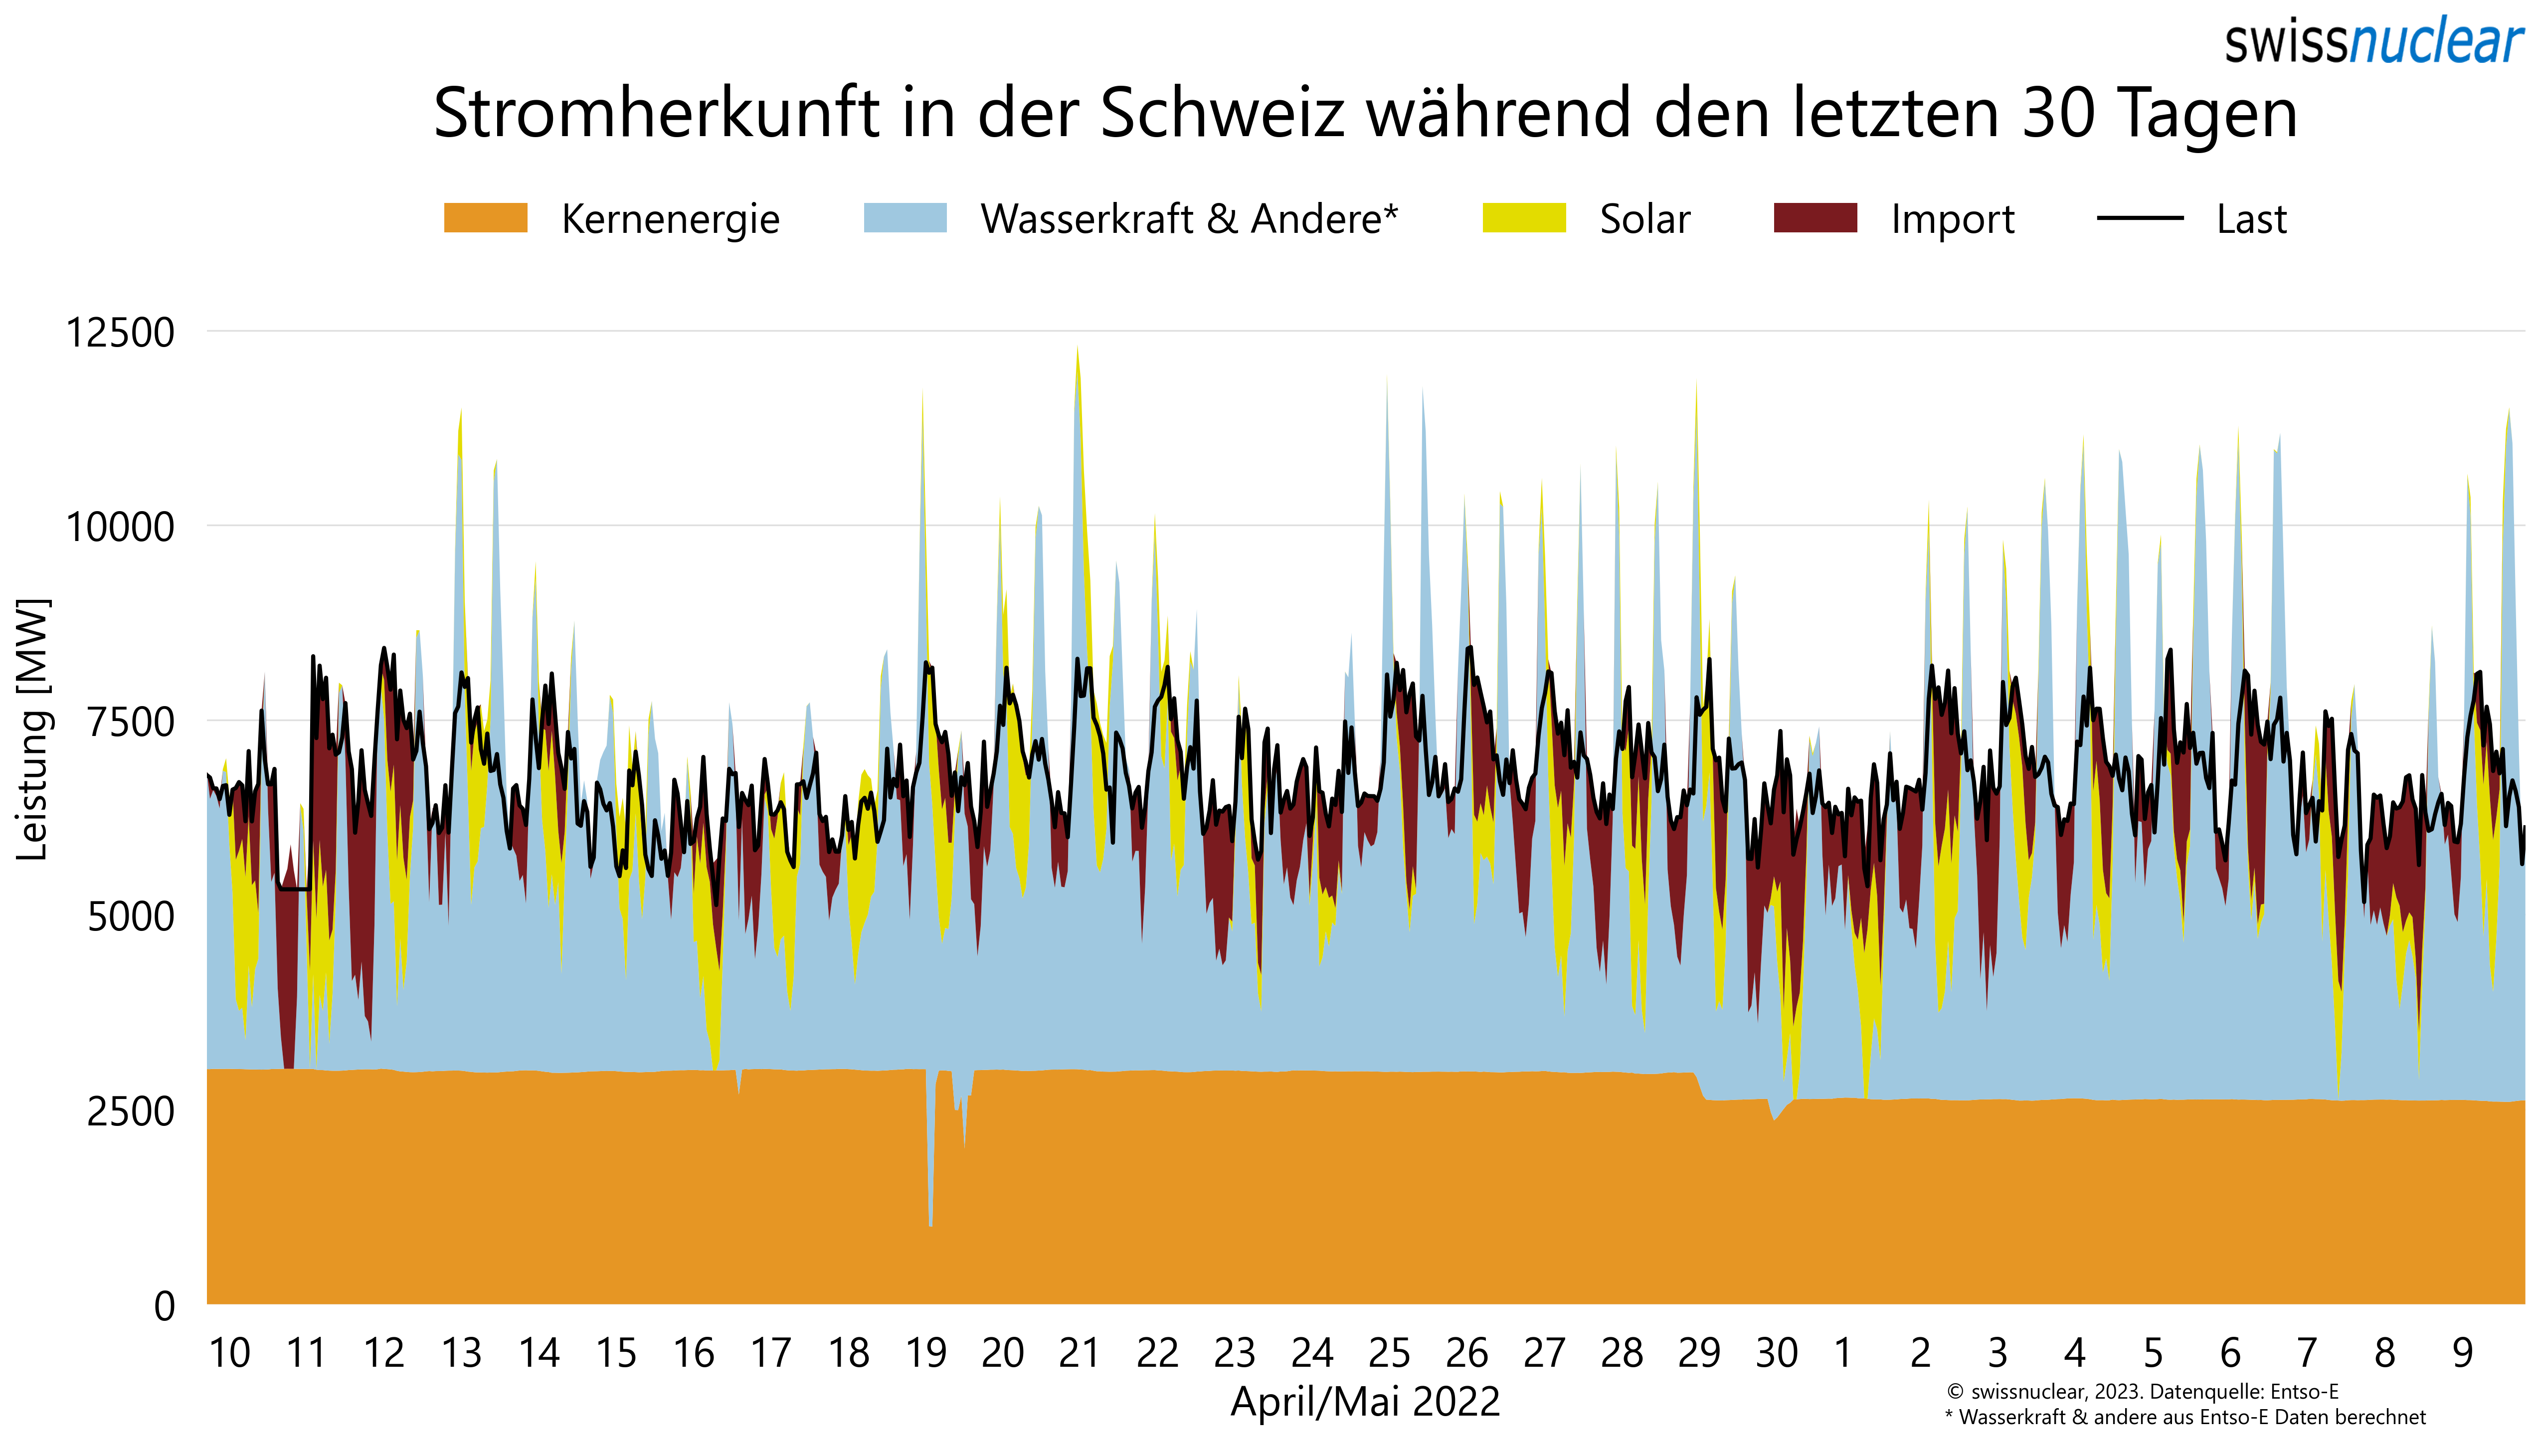 swissnuclear
Stromherkunft in der Schweiz während den letzten 30 Tagen
Kernenergie Wasserkraft & Andere* Solar Import Last
12500
10000
7500
5000
2500
0
Leistung [MW]
10 11 12 13 14 15 16 17 18 19 20 21 22 23 24 25 26 27 28 29 30 1 2 3 4 5 6 7 8 9
April/Mai 2022
© swissnuclear, 2023. Datenquelle: Entso-E
* Wasserkraft & andere aus Entso-E Daten berechnet